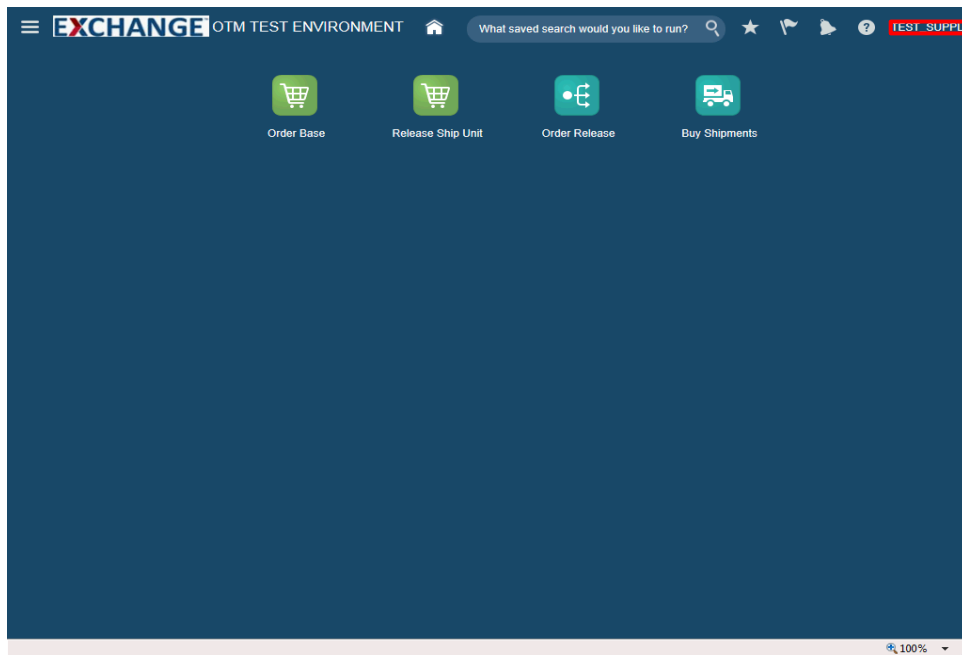 EXCHANGE OTM TEST ENVIRONMENT What saved search would you like to run? ? TEST_SUPPL
Order Base Release Ship Unit Order Release Buy Shipments
100%